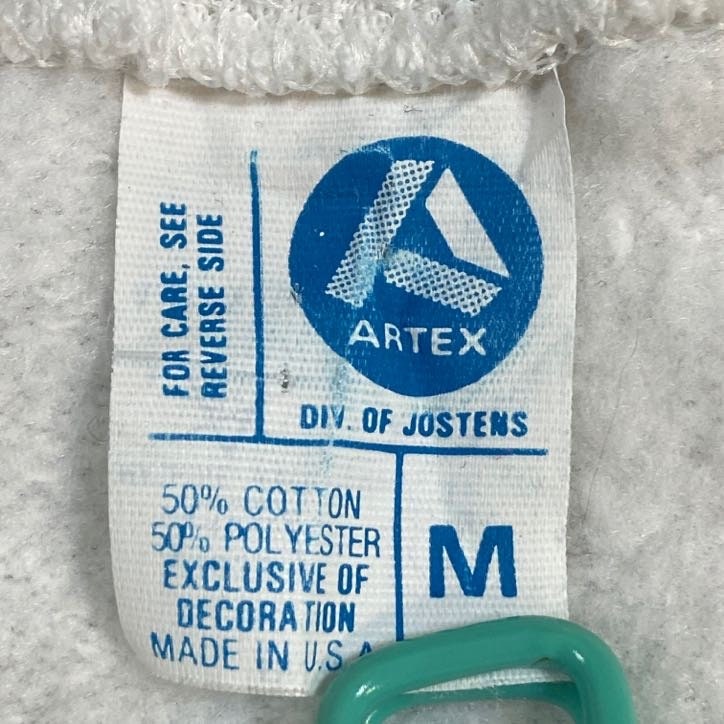 FOR CARE, SEE
REVERSE SIDE
ARTEX
DIV. OF JOSTENS
50% COTTON
50% POLYESTER
EXCLUSIVE OF
DECORATION
MADE IN U.S.A
M